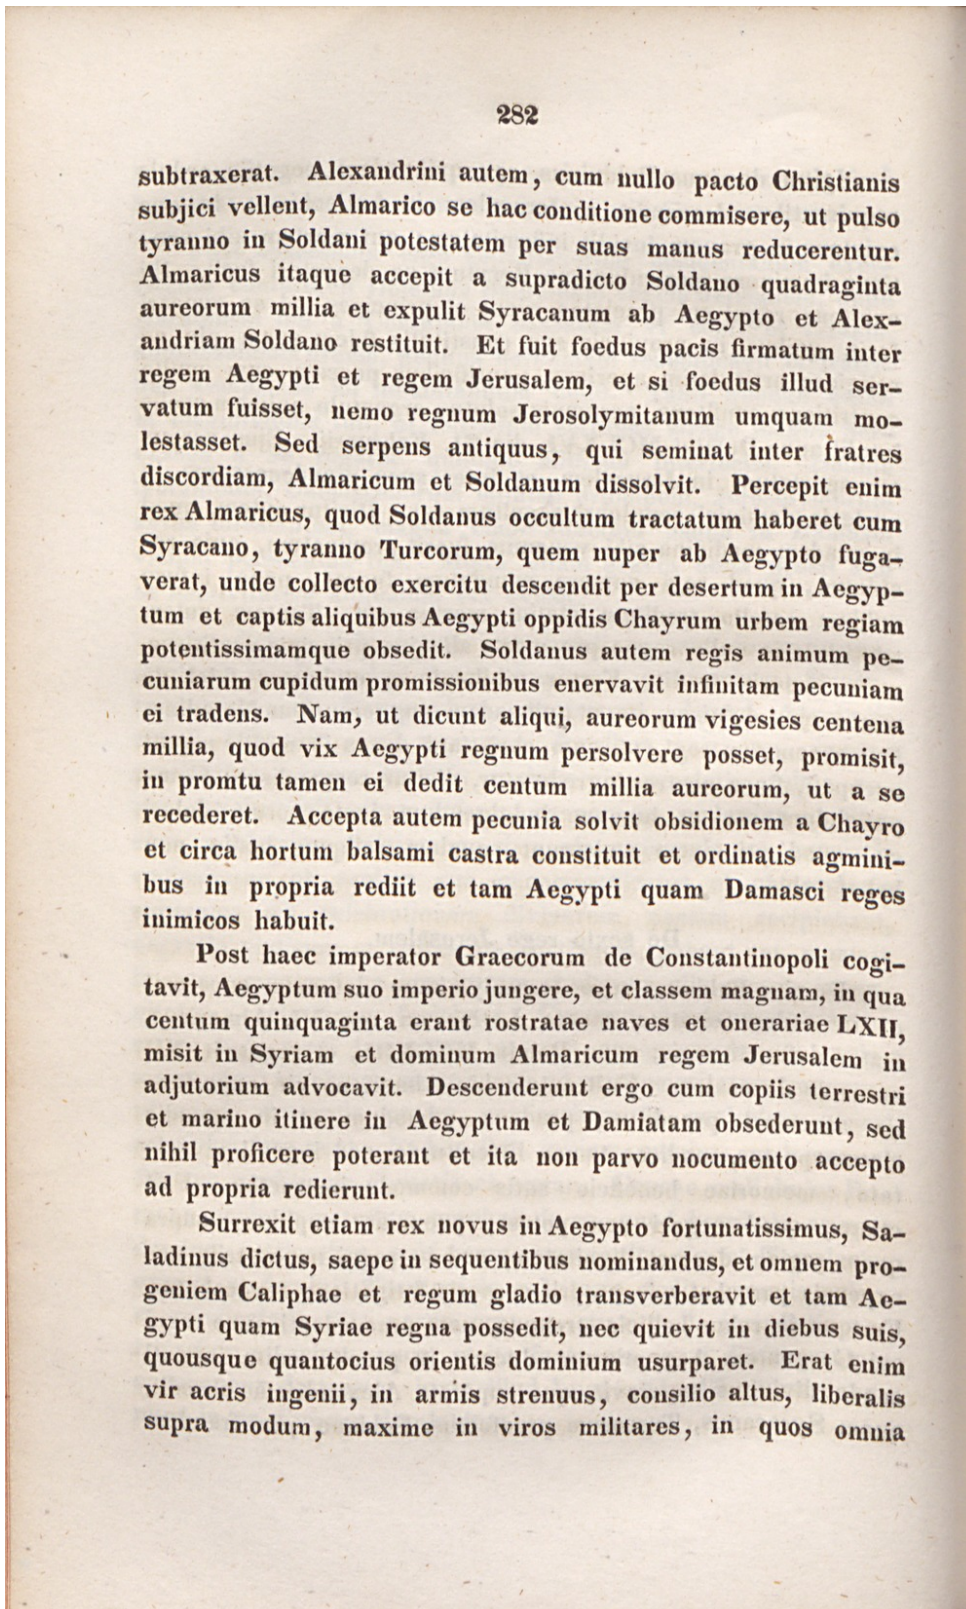 282
subtraxerat. Alexandrini autem, cum nullo pacto Christianis
subjici vellent, Almarico se hac conditione commisere, ut pulso
tyranno in Soldani potestatem per suas manus reducerentur.
Almaricus itaque accepit a supradicto Soldano quadraginta
aureorum millia et expulit Syracanum ab Aegypto et Alex-
andriam Soldano restituit. Et fuit foedus pacis firmatum inter
regem Aegypti et regem Jerusalem, et si foedus illud ser-
vatum fuisset, nemo regnum Jerosolymitanum umquam mo-
lestasset. Sed serpens antiquus, qui seminat inter fratres
discordiam, Almaricum et Soldanum dissolvit. Percepit enim
rex Almaricus, quod Soldanus occultum tractatum haberet cum
Syracano, tyranno Turcorum, quem nuper ab Aegypto fuga-
verat, unde collecto exercitu descendit per desertum in Aegyp-
tum et captis aliquibus Aegypti oppidis Chayrum urbem regiam
potentissimamque obsedit. Soldanus autem regis animum pe-
cuniarum cupidum promissionibus enervavit infinitam pecuniam
ei tradens. Nam, ut dicunt aliqui, aureorum vigesies centena
millia, quod vix Aegypti regnum persolvere posset, promisit,
in promtu tamen ei dedit centum millia aureorum, ut a se
recederet. Accepta autem pecunia solvit obsidionem a Chayro
et circa hortum balsami castra constituit et ordinatis agmini-
bus in propria rediit et tam Aegypti quam Damasci reges
inimicos habuit.
Post haec imperator Graecorum de Constantinopoli cogi-
tavit, Aegyptum suo imperio jungere, et classem magnam, in qua
centum quinquaginta erant rostratae naves et onerariae LXII,
misit in Syriam et dominum Almaricum regem Jerusalem in
adjutorium advocavit. Descenderunt ergo cum copiis terrestri
et marino itinere in Aegyptum et Damiatam obsederunt, sed
nihil proficere poterant et ita non parvo nocumento accepto
ad propria redierunt.
Surrexit etiam rex novus in Aegypto fortunatissimus, Sa-
ladinus dictus, saepe in sequentibus nominandus, et omnem pro-
geniem Caliphae et regum gladio transverberavit et tam Ae-
gypti quam Syriae regna possedit, nec quievit in diebus suis,
quousque quantocius orientis dominium usurparet. Erat enim
vir acris ingenii, in armis strenuus, consilio altus, liberalis
supra modum, maxime in viros militares, in quos omnia